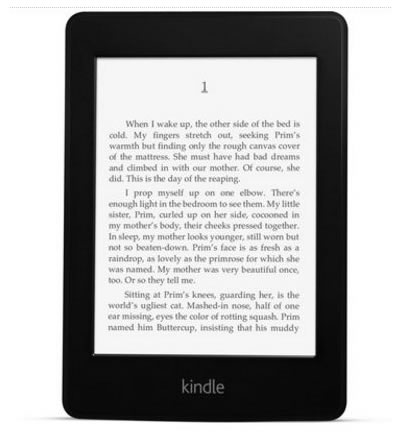 1
When I wake up, the other side of the bed is
cold. My fingers stretch out, seeking Prim's
warmth but finding only the rough canvas cover
of the mattress. She must have had bad dreams
and climbed in with our mother. Of course, she
did. This is the day of the reaping.
I prop myself up on one elbow. There's
enough light in the bedroom to see them. My little
sister, Prim, curled up on her side, cocooned in
my mother's body, their cheeks pressed together.
In sleep, my mother looks younger, still worn but
not so beaten-down. Prim's face is as fresh as a
raindrop, as lovely as the primrose for which she
was named. My mother was very beautiful once,
too. Or so they tell me.
Sitting at Prim's knees, guarding her, is the
world's ugliest cat. Mashed-in nose, half of one
ear missing, eyes the color of rotting squash. Prim
named him Buttercup, insisting that his muddy
kindle